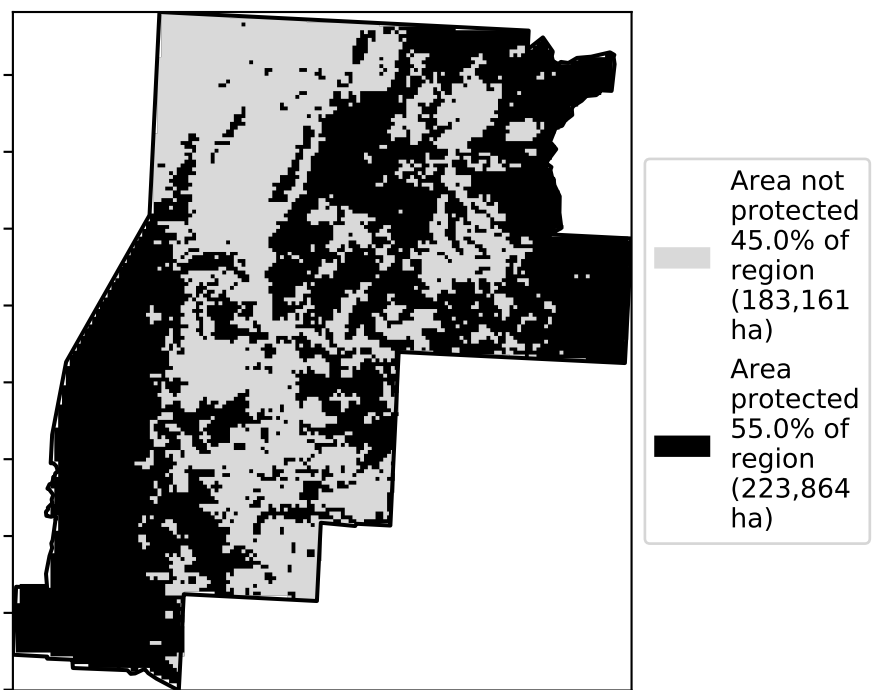 Area not
protected
45.0% of
region
(183,161
ha)
Area
protected
55.0% of
region
(223,864
ha)